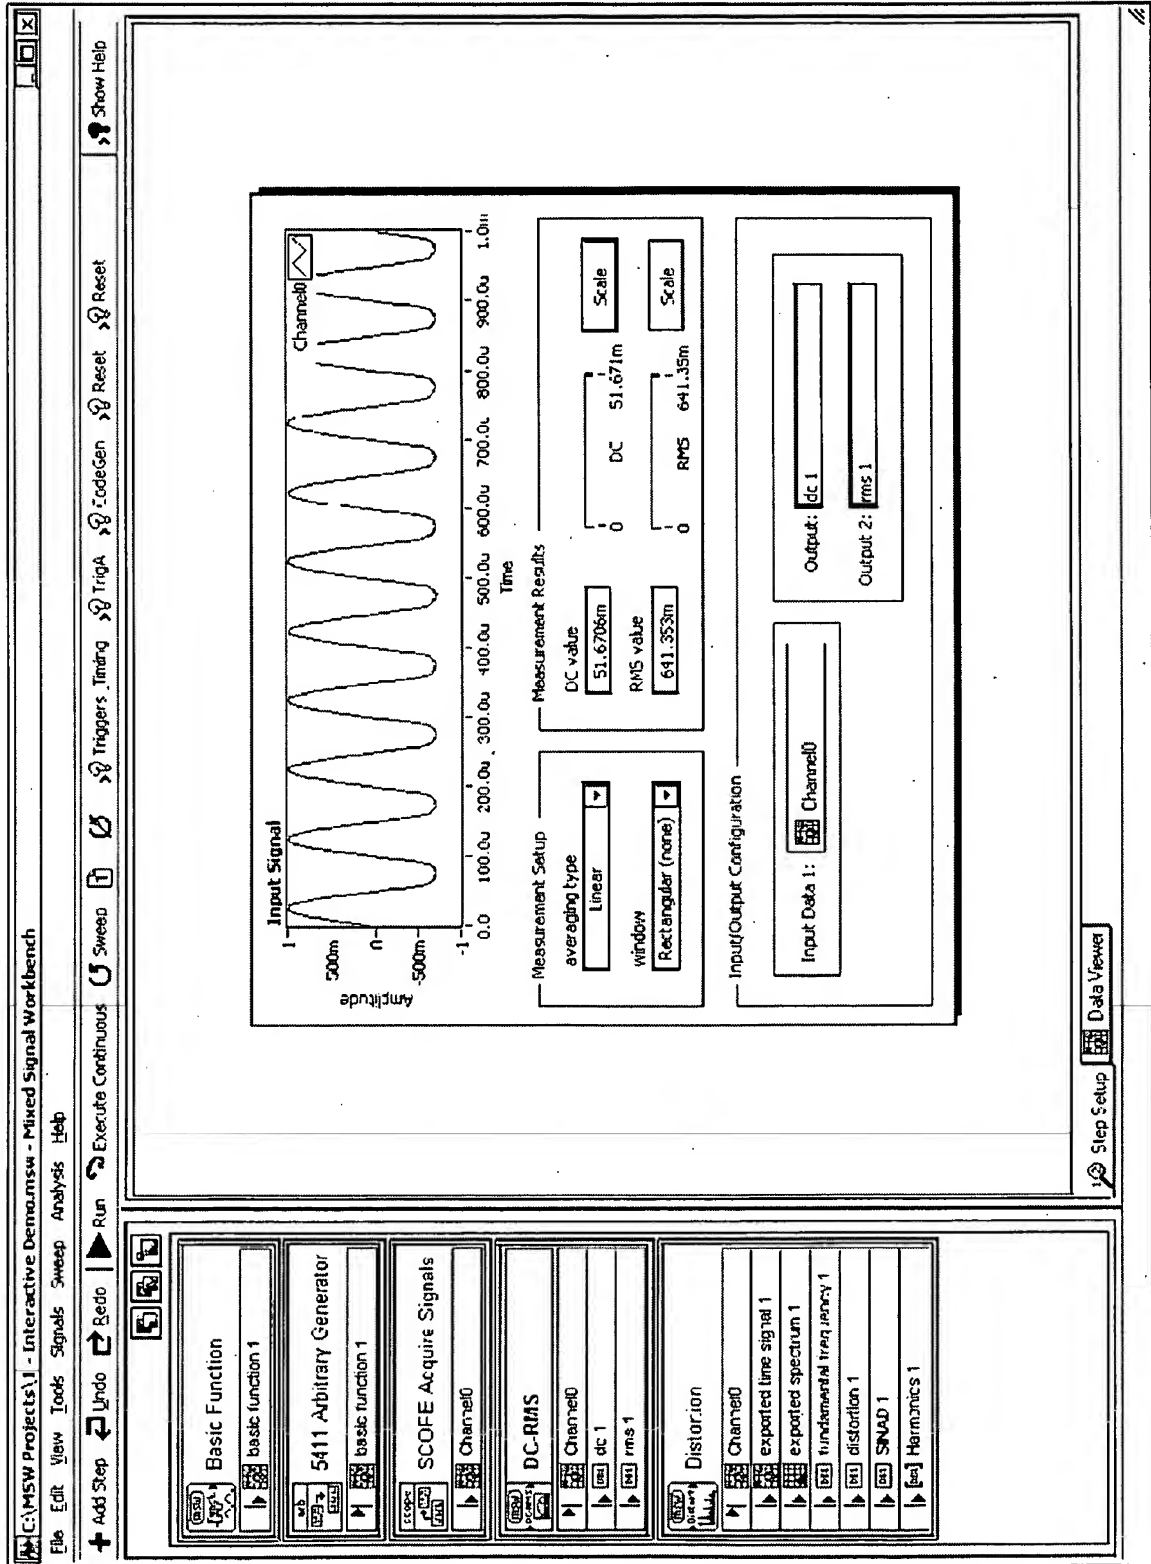 C:\MSW Projects\1 - Interactive Demo.msw - Mixed Signal Workbench
File Edit View Tools Signals Sweep Analysis Help
Add Step Undo Redo Run Execute Continuous Sweep Triggers_Timing TrigA CodeGen Reset Reset Show Help
Basic Function
basic function 1
5411 Arbitrary Generator
basic function 1
SCOPE Acquire Signals
Channel0
DC-RMS
Channel0
dc 1
rms 1
Distortion
Channel0
exported time signal 1
exported spectrum 1
fundamental frequency 1
distortion 1
SINAD 1
Harmonics 1
Input Signal
Channel0
Amplitude
1
500m
0
-500m
-1
0.0 100.0u 200.0u 300.0u 400.0u 500.0u 600.0u 700.0u 800.0u 900.0u 1.0m
Time
Measurement Setup
averaging type
Linear
window
Rectangular (none)
Measurement Results
DC value
51.6706m
0 DC 51.671m
Scale
RMS value
641.353m
0 RMS 641.35m
Scale
Input/Output Configuration
Input Data 1: Channel0
Output: dc 1
Output 2: rms 1
Step Setup Data Viewer